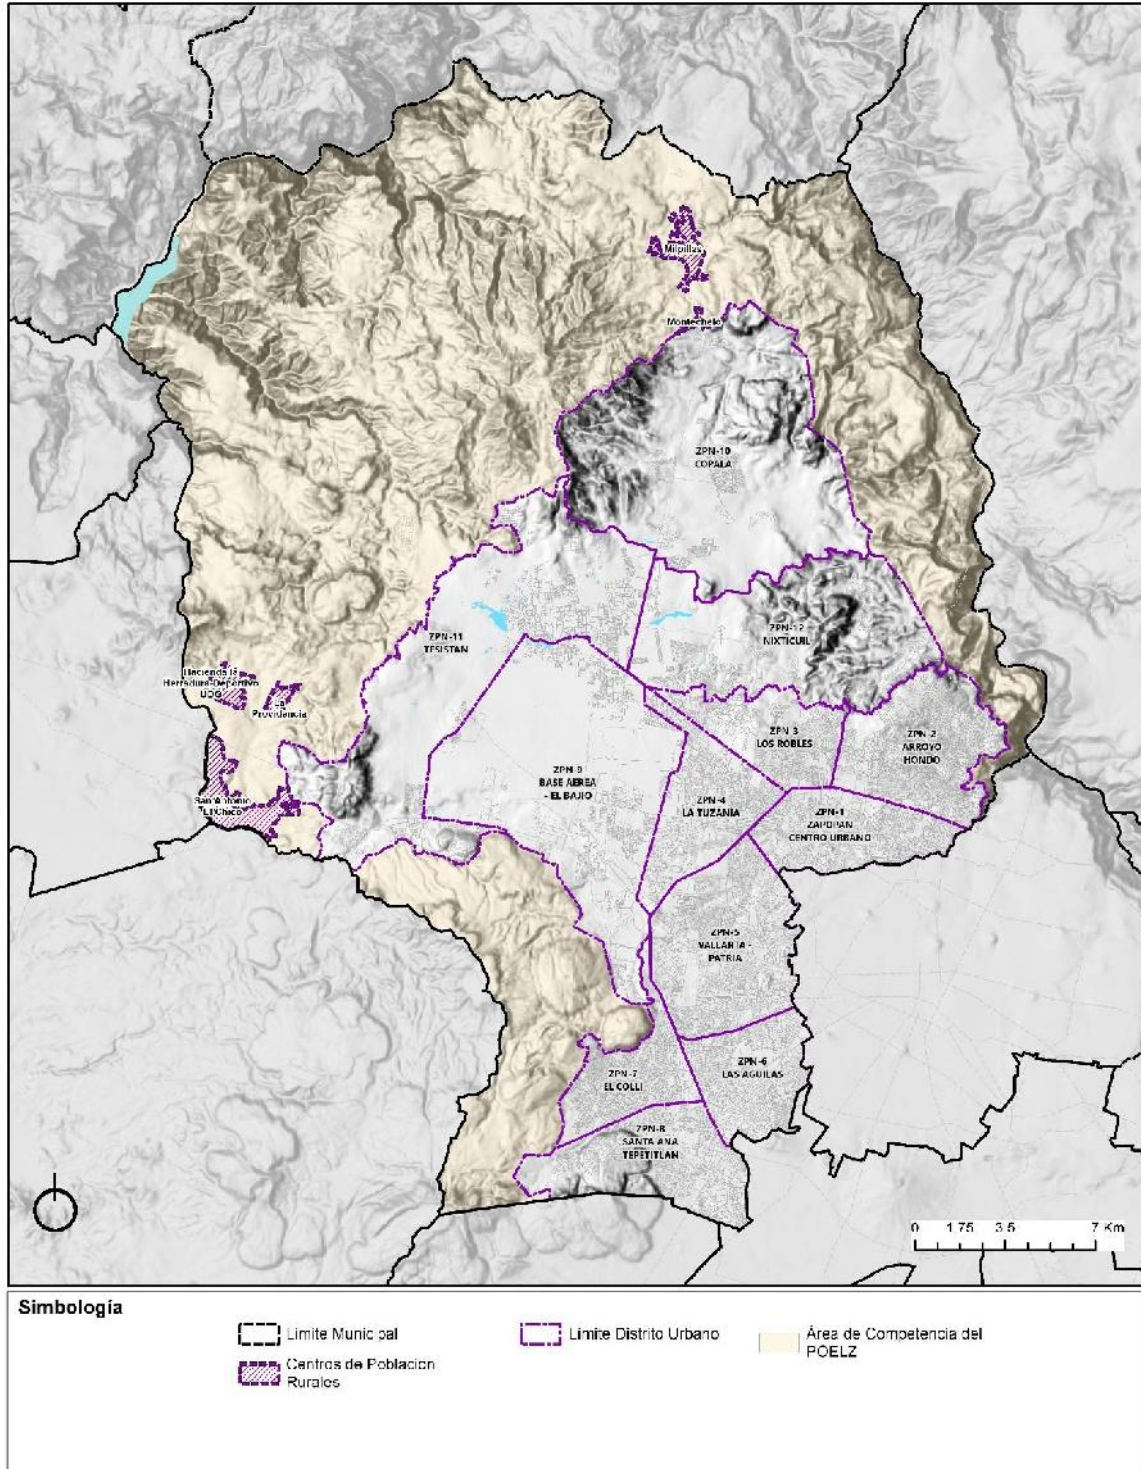 Milpillas
Montechelo
ZPN-10
COPALA
ZPN-12
NIXTICUIL
ZPN-11
TESISTAN
Hacienda la
Herradura-Deportivo
UDG
La
Providancia
ZPN-3
LOS ROBLES
ZPN-2
ARROYO
HONDO
ZPN-9
BASE AEREA
- EL BAJIO
San Antonio
El Chico
ZPN-4
LA TUZANIA
ZPN-1
ZAPOPAN
CENTRO URBANO
ZPN-5
VALLARTA -
PATRIA
ZPN-6
LAS AGUILAS
ZPN-7
EL COLLI
ZPN-8
SANTA ANA
TEPETITLAN
0 1.75 3.5 7 Km
Simbología
Limite Municipal
Limite Distrito Urbano
Área de Competencia del
POELZ
Centros de Poblacion
Rurales